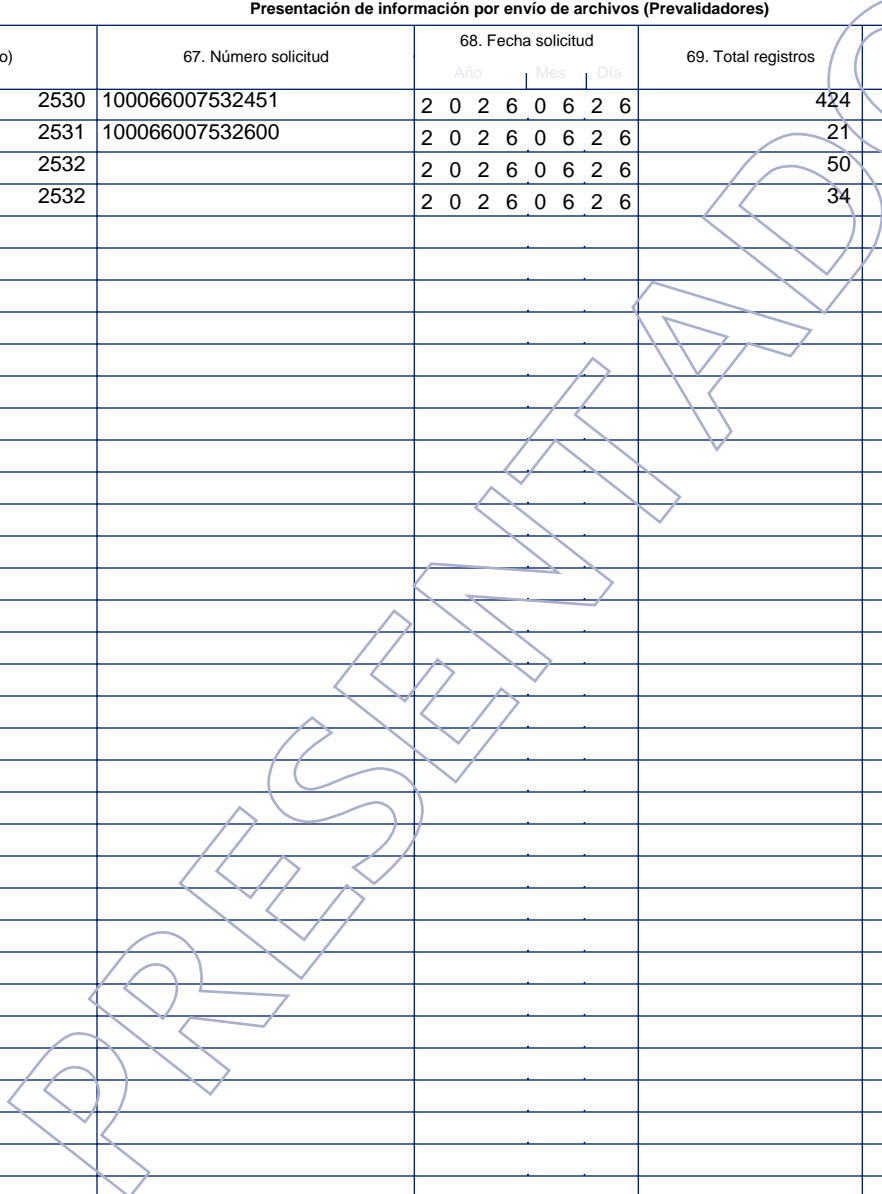 Presentación de información por envío de archivos (Prevalidadores)
o) 67. Número solicitud 68. Fecha solicitud 69. Total registros
Año Mes Día
2530 100066007532451 2 0 2 6 0 6 2 6 424
2531 100066007532600 2 0 2 6 0 6 2 6 21
2532 2 0 2 6 0 6 2 6 50
2532 2 0 2 6 0 6 2 6 34
PRESENTADO